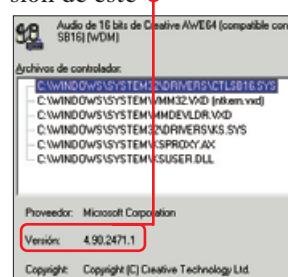 sión de este
Audio de 16 bits de Creative AWE64 (compatible con
SB16) (WDM)
Archivos de controlador:
C:\WINDOWS\SYSTEM32\DRIVERS\CTLSB16.SYS
C:\WINDOWS\SYSTEM\VMM32.VXD (ntkern.vxd)
C:\WINDOWS\SYSTEM\MMDEVLDR.VXD
C:\WINDOWS\SYSTEM32\DRIVERS\KS.SYS
C:\WINDOWS\SYSTEM\KSPROXY.AX
C:\WINDOWS\SYSTEM\KSUSER.DLL
Proveedor: Microsoft Corporation
Versión: 4.90.2471.1
Copyright: Copyright (C) Creative Technology Ltd.